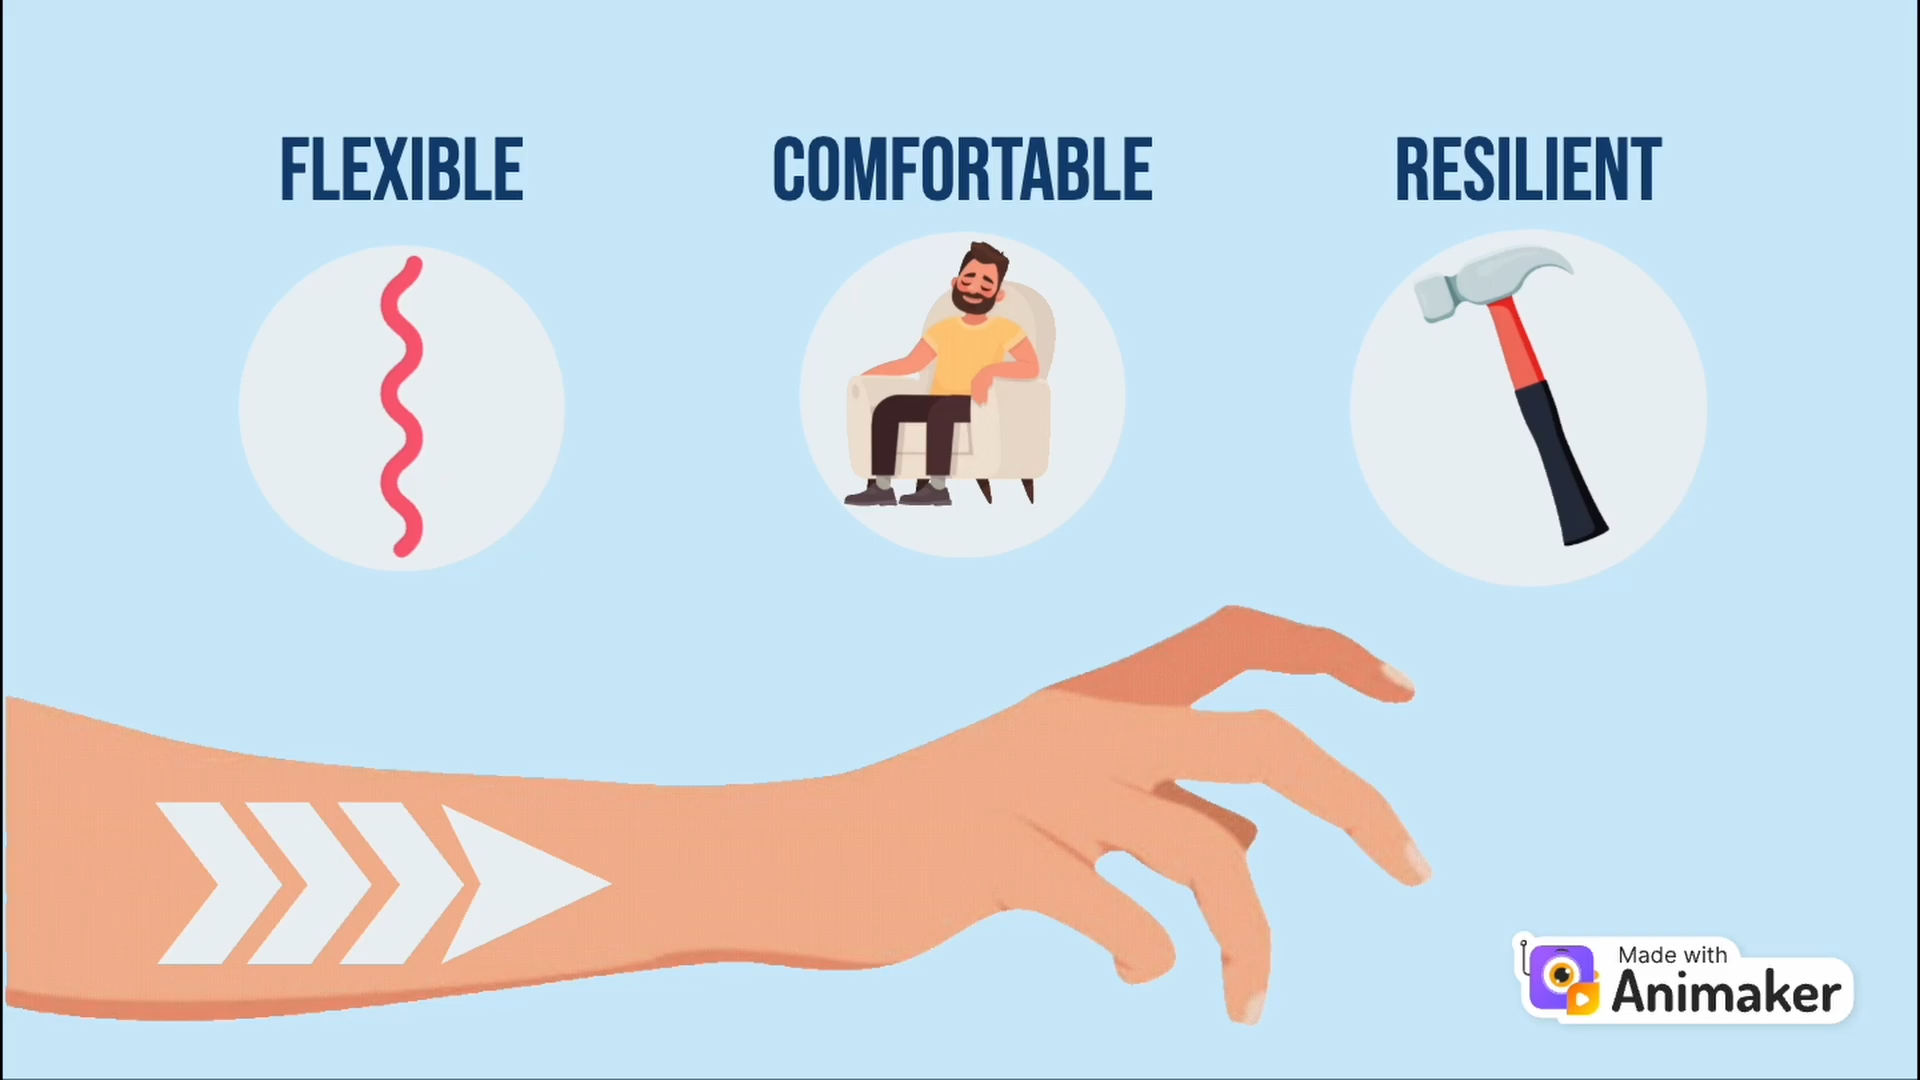 FLEXIBLE
COMFORTABLE
RESILIENT
Made with
Animaker